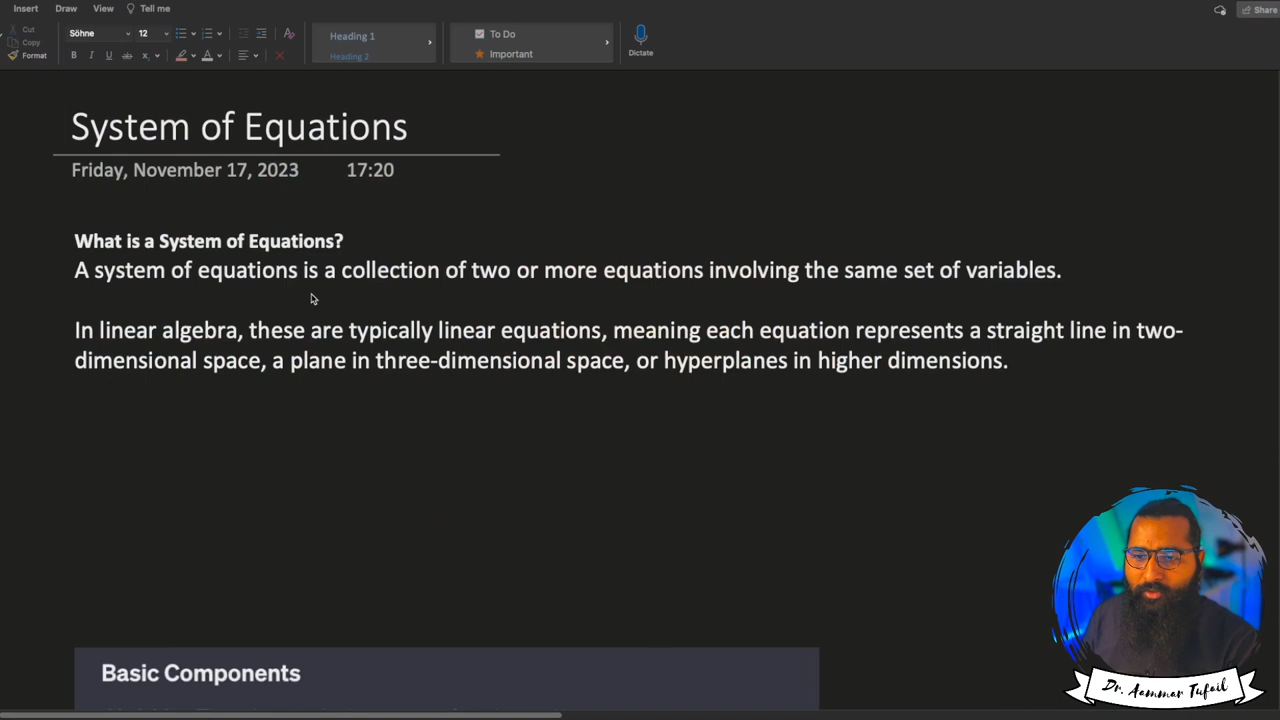 Insert Draw View Tell me
Share
Cut
Copy
Format
Söhne 12
B I U ab x A
Heading 1
Heading 2
To Do
Important
Dictate
System of Equations
Friday, November 17, 2023 17:20
What is a System of Equations?
A system of equations is a collection of two or more equations involving the same set of variables.
In linear algebra, these are typically linear equations, meaning each equation represents a straight line in two-
dimensional space, a plane in three-dimensional space, or hyperplanes in higher dimensions.
Basic Components
Dr. Aammar Tufail